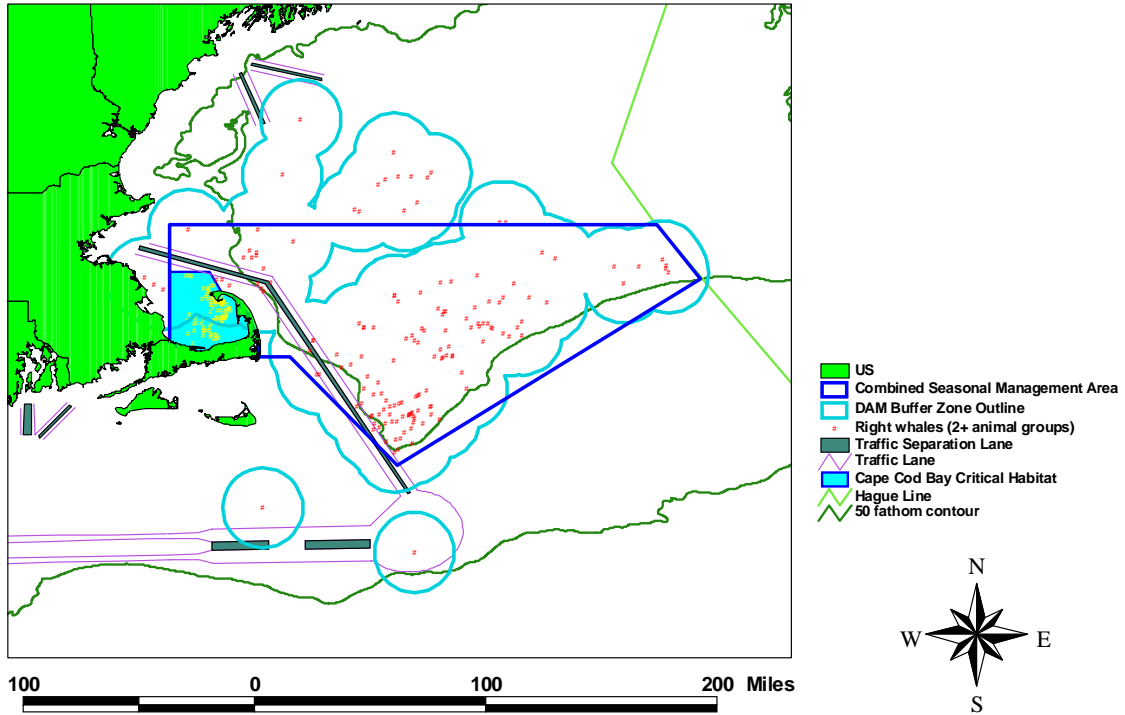 US
Combined Seasonal Management Area
DAM Buffer Zone Outline
Right whales (2+ animal groups)
Traffic Separation Lane
Traffic Lane
Cape Cod Bay Critical Habitat
Hague Line
50 fathom contour
N
W E
S
100 0 100 200 Miles